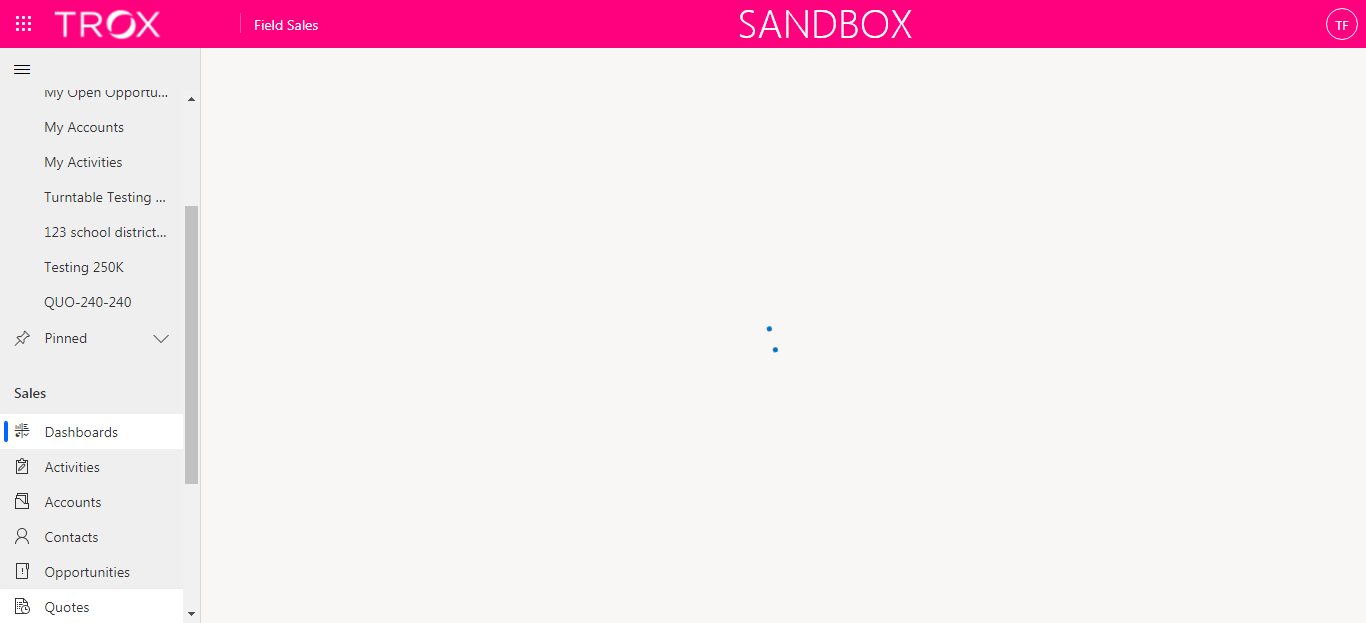 TROX
Field Sales
SANDBOX
TF
My Open Opportu...
My Accounts
My Activities
Turntable Testing ...
123 school district...
Testing 250K
QUO-240-240
Pinned
Sales
Dashboards
Activities
Accounts
Contacts
Opportunities
Quotes